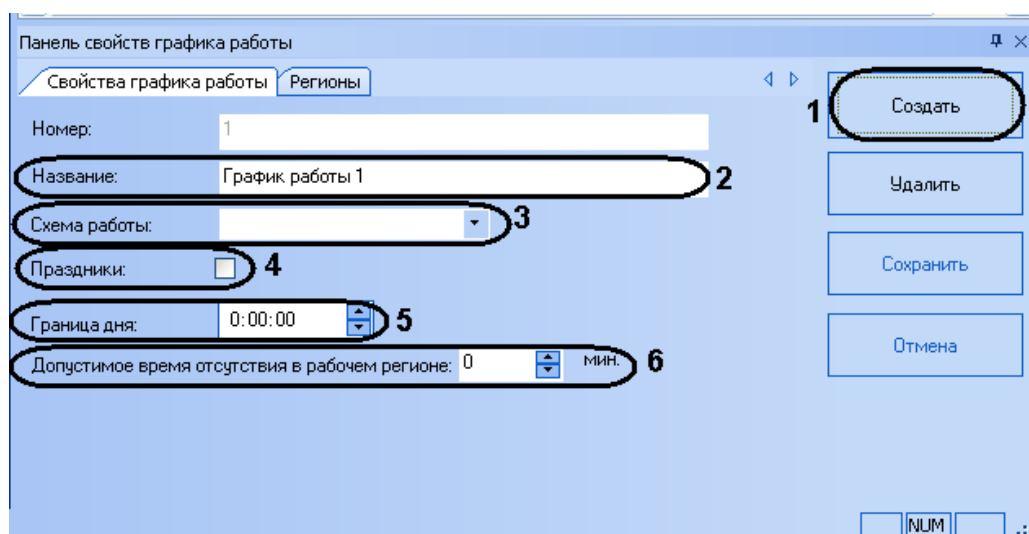 Панель свойств графика работы
Свойства графика работы Регионы
1 Создать
Номер: 1
Название: График работы 1 2
Удалить
Схема работы: 3
Праздники: 4
Сохранить
Граница дня: 0:00:00 5
Отмена
Допустимое время отсутствия в рабочем регионе: 0 мин. 6
NUM